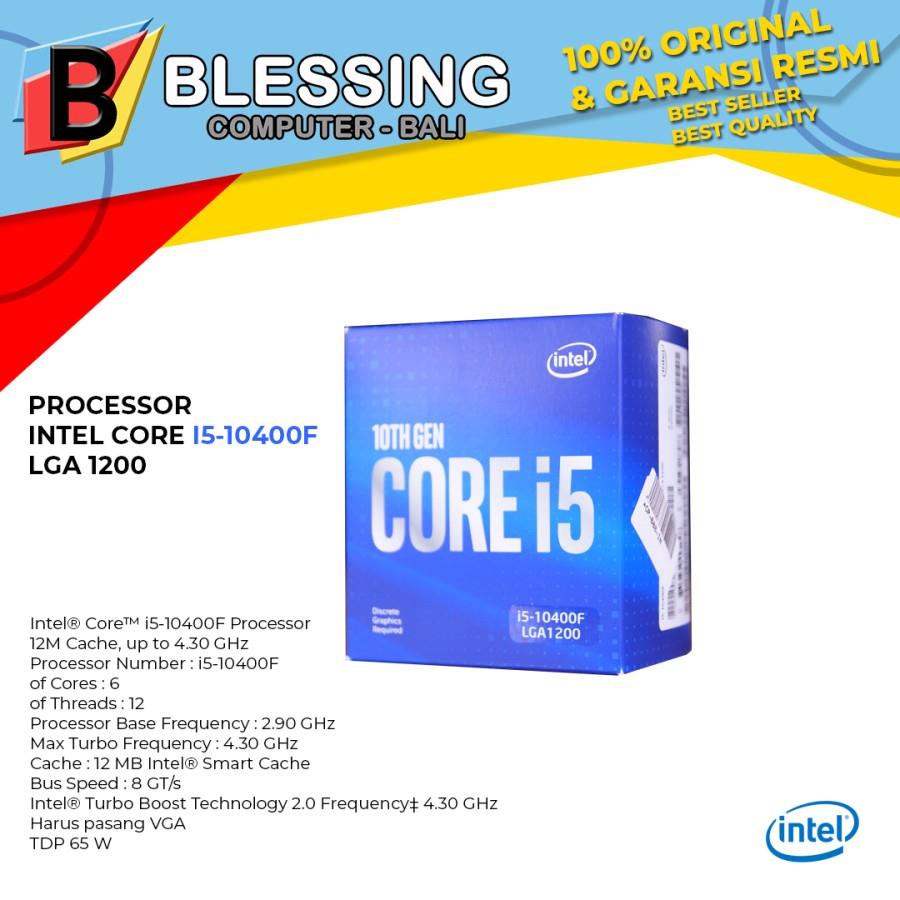 B
BLESSING
COMPUTER - BALI
100% ORIGINAL
& GARANSI RESMI
BEST SELLER
BEST QUALITY
PROCESSOR
INTEL CORE I5-10400F
LGA 1200
intel
10TH GEN
CORE i5
Discrete
Graphics
Required
i5-10400F
LGA1200
Intel® Core™ i5-10400F Processor
12M Cache, up to 4.30 GHz
Processor Number : i5-10400F
of Cores : 6
of Threads : 12
Processor Base Frequency : 2.90 GHz
Max Turbo Frequency : 4.30 GHz
Cache : 12 MB Intel® Smart Cache
Bus Speed : 8 GT/s
Intel® Turbo Boost Technology 2.0 Frequency‡ 4.30 GHz
Harus pasang VGA
TDP 65 W
intel